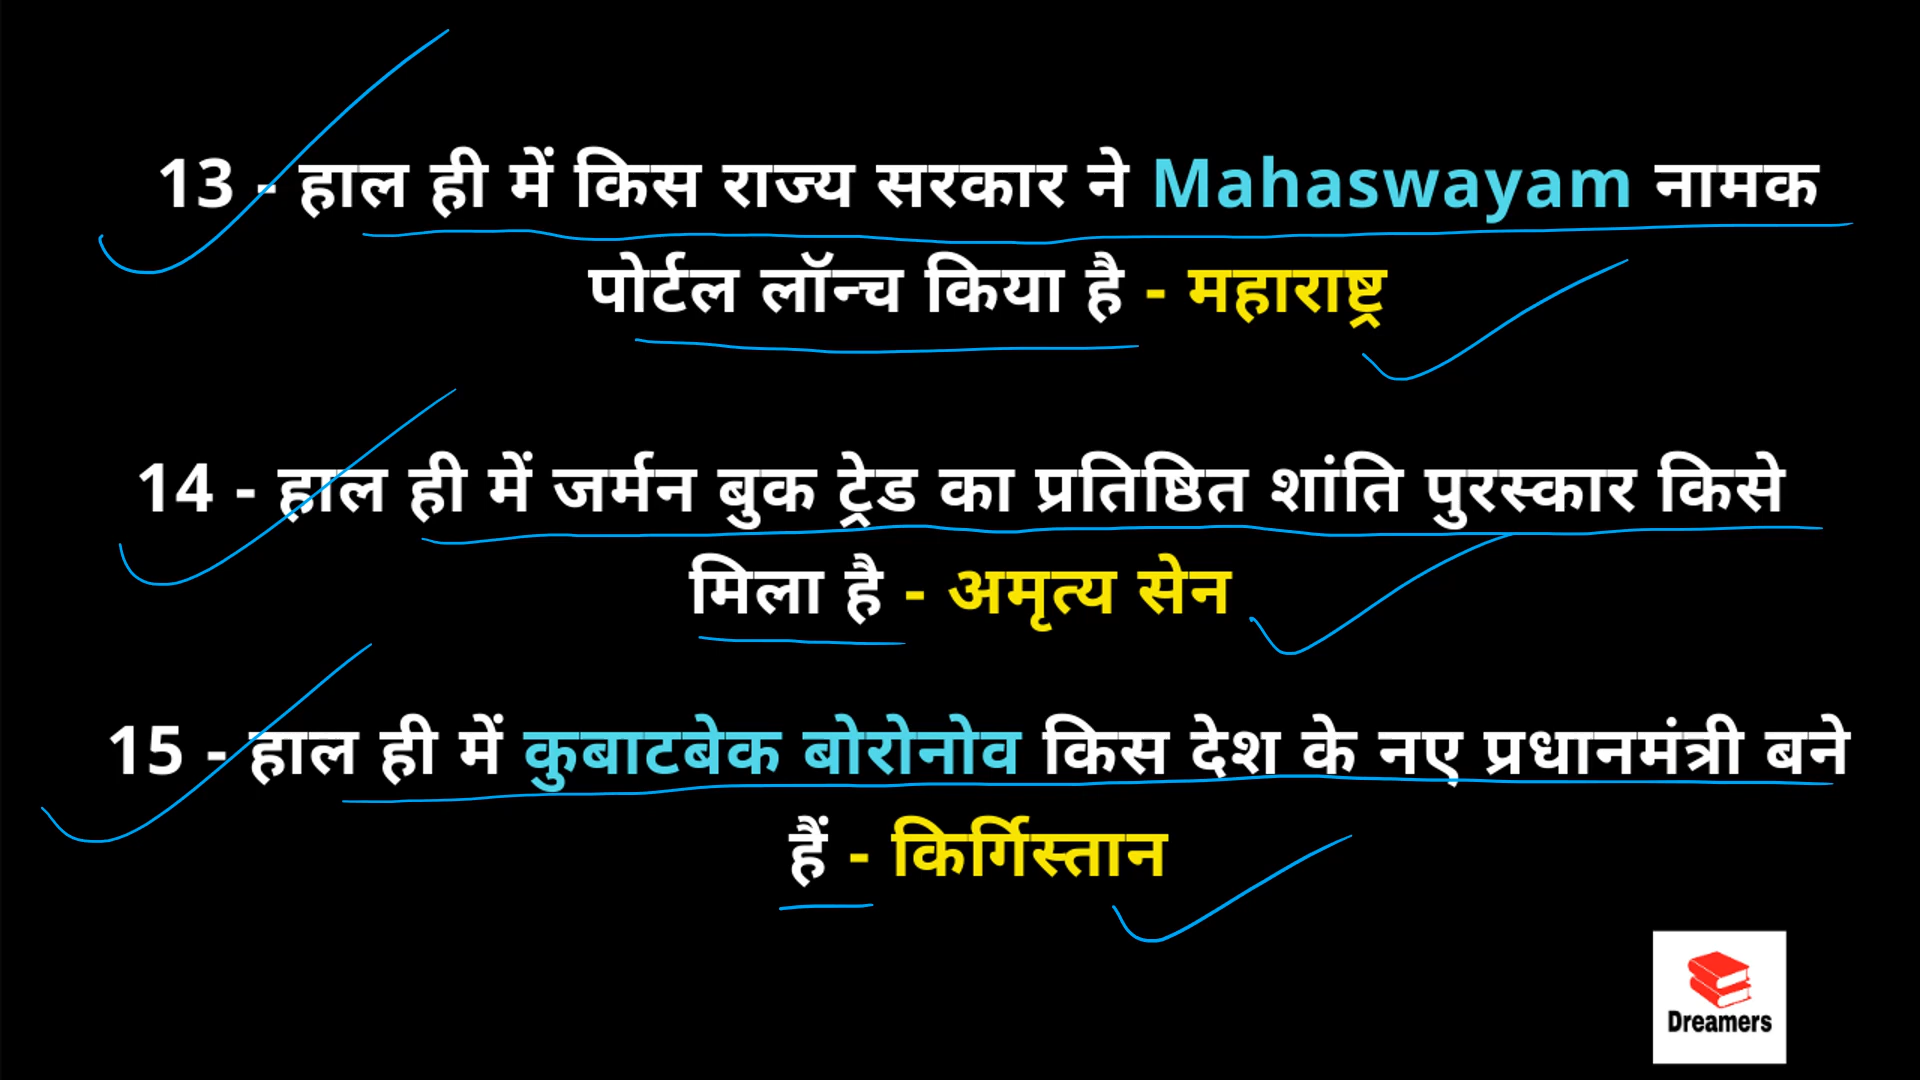 13 - हाल ही में किस राज्य सरकार ने Mahaswayam नामक
पोर्टल लॉन्च किया है - महाराष्ट्र
14 - हाल ही में जर्मन बुक ट्रेड का प्रतिष्ठित शांति पुरस्कार किसे
मिला है - अमृत्य सेन
15 - हाल ही में कुबाटबेक बोरोनोव किस देश के नए प्रधानमंत्री बने
हैं - किर्गिस्तान
Dreamers